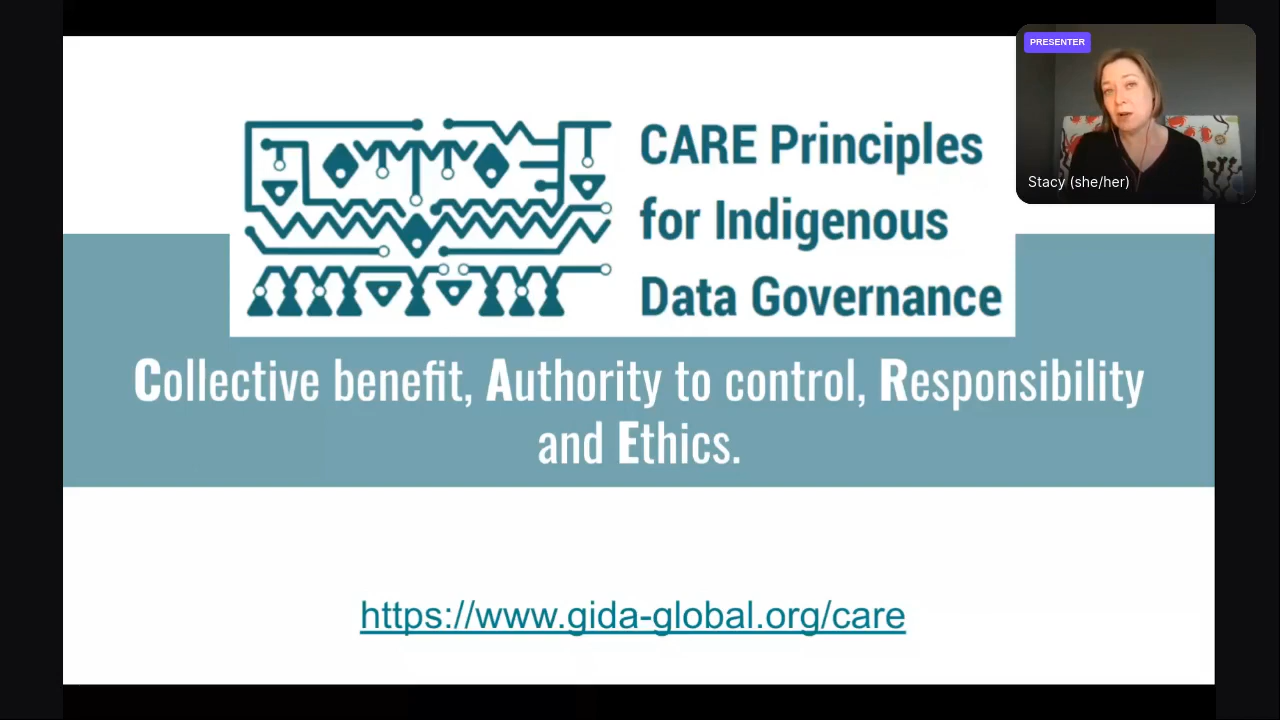 PRESENTER
Stacy (she/her)
CARE Principles
for Indigenous
Data Governance
Collective benefit, Authority to control, Responsibility
and Ethics.
https://www.gida-global.org/care